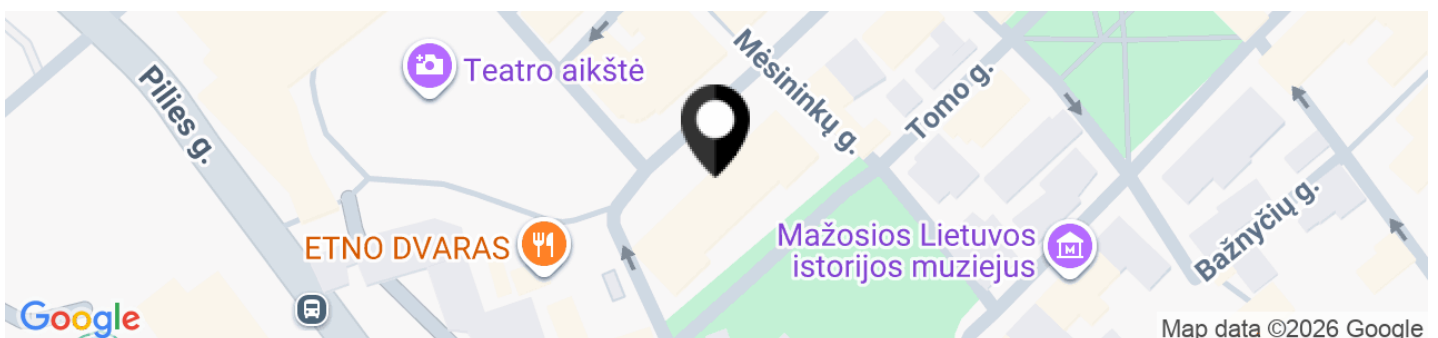 Teatro aikštė
Pilies g.
Mėsininkų g.
Tomo g.
ETNO DVARAS
Mažosios Lietuvos
istorijos muziejus
Bažnyčių g.
Google
Map data ©2026 Google